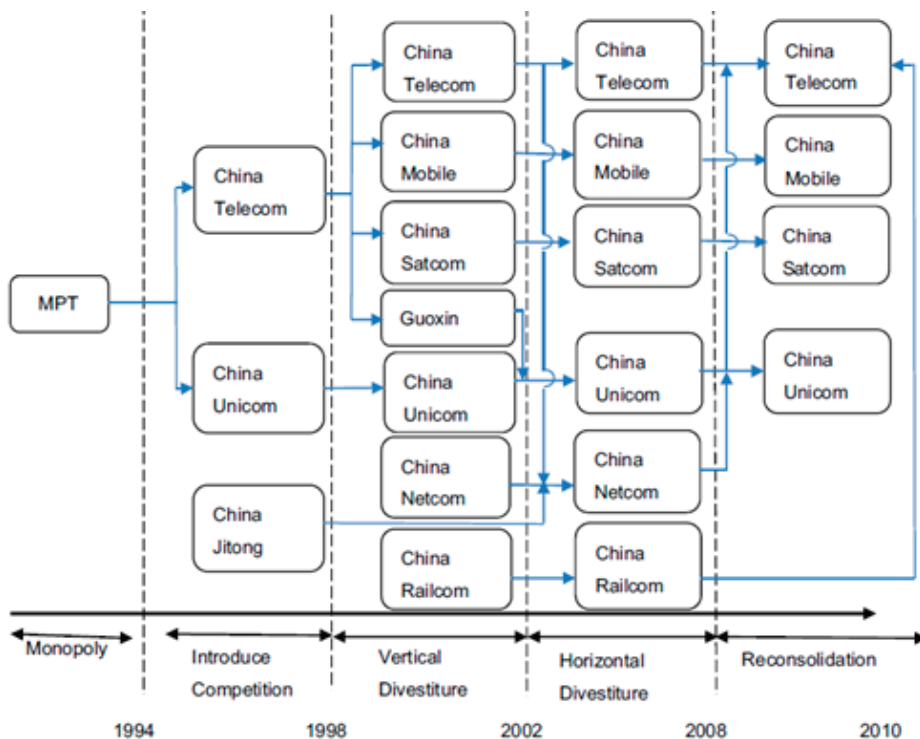 China
Telecom
China
Telecom
China
Telecom
China
Mobile
China
Mobile
China
Mobile
China
Telecom
China
Satcom
China
Satcom
China
Satcom
MPT
Guoxin
China
Unicom
China
Unicom
China
Unicom
China
Unicom
China
Netcom
China
Netcom
China
Jitong
China
Railcom
China
Railcom
Monopoly
Introduce
Competition
Vertical
Divestiture
Horizontal
Divestiture
Reconsolidation
1994
1998
2002
2008
2010